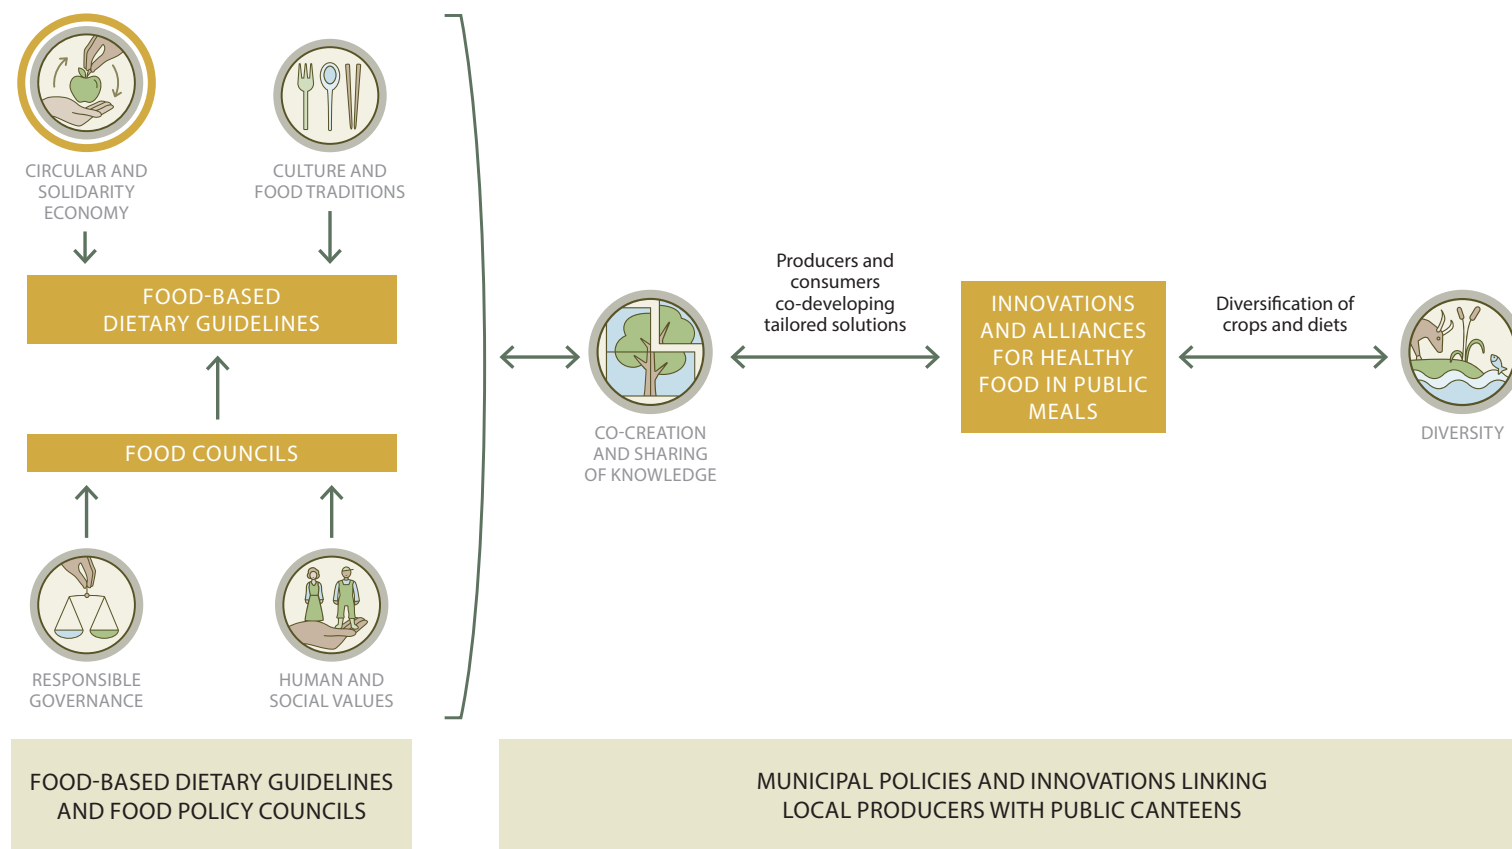 CIRCULAR AND
SOLIDARITY
ECONOMY
CULTURE AND
FOOD TRADITIONS
FOOD-BASED
DIETARY GUIDELINES
FOOD COUNCILS
RESPONSIBLE
GOVERNANCE
HUMAN AND
SOCIAL VALUES
FOOD-BASED DIETARY GUIDELINES
AND FOOD POLICY COUNCILS
CO-CREATION
AND SHARING
OF KNOWLEDGE
Producers and
consumers
co-developing
tailored solutions
INNOVATIONS
AND ALLIANCES
FOR HEALTHY
FOOD IN PUBLIC
MEALS
Diversification of
crops and diets
DIVERSITY
MUNICIPAL POLICIES AND INNOVATIONS LINKING
LOCAL PRODUCERS WITH PUBLIC CANTEENS